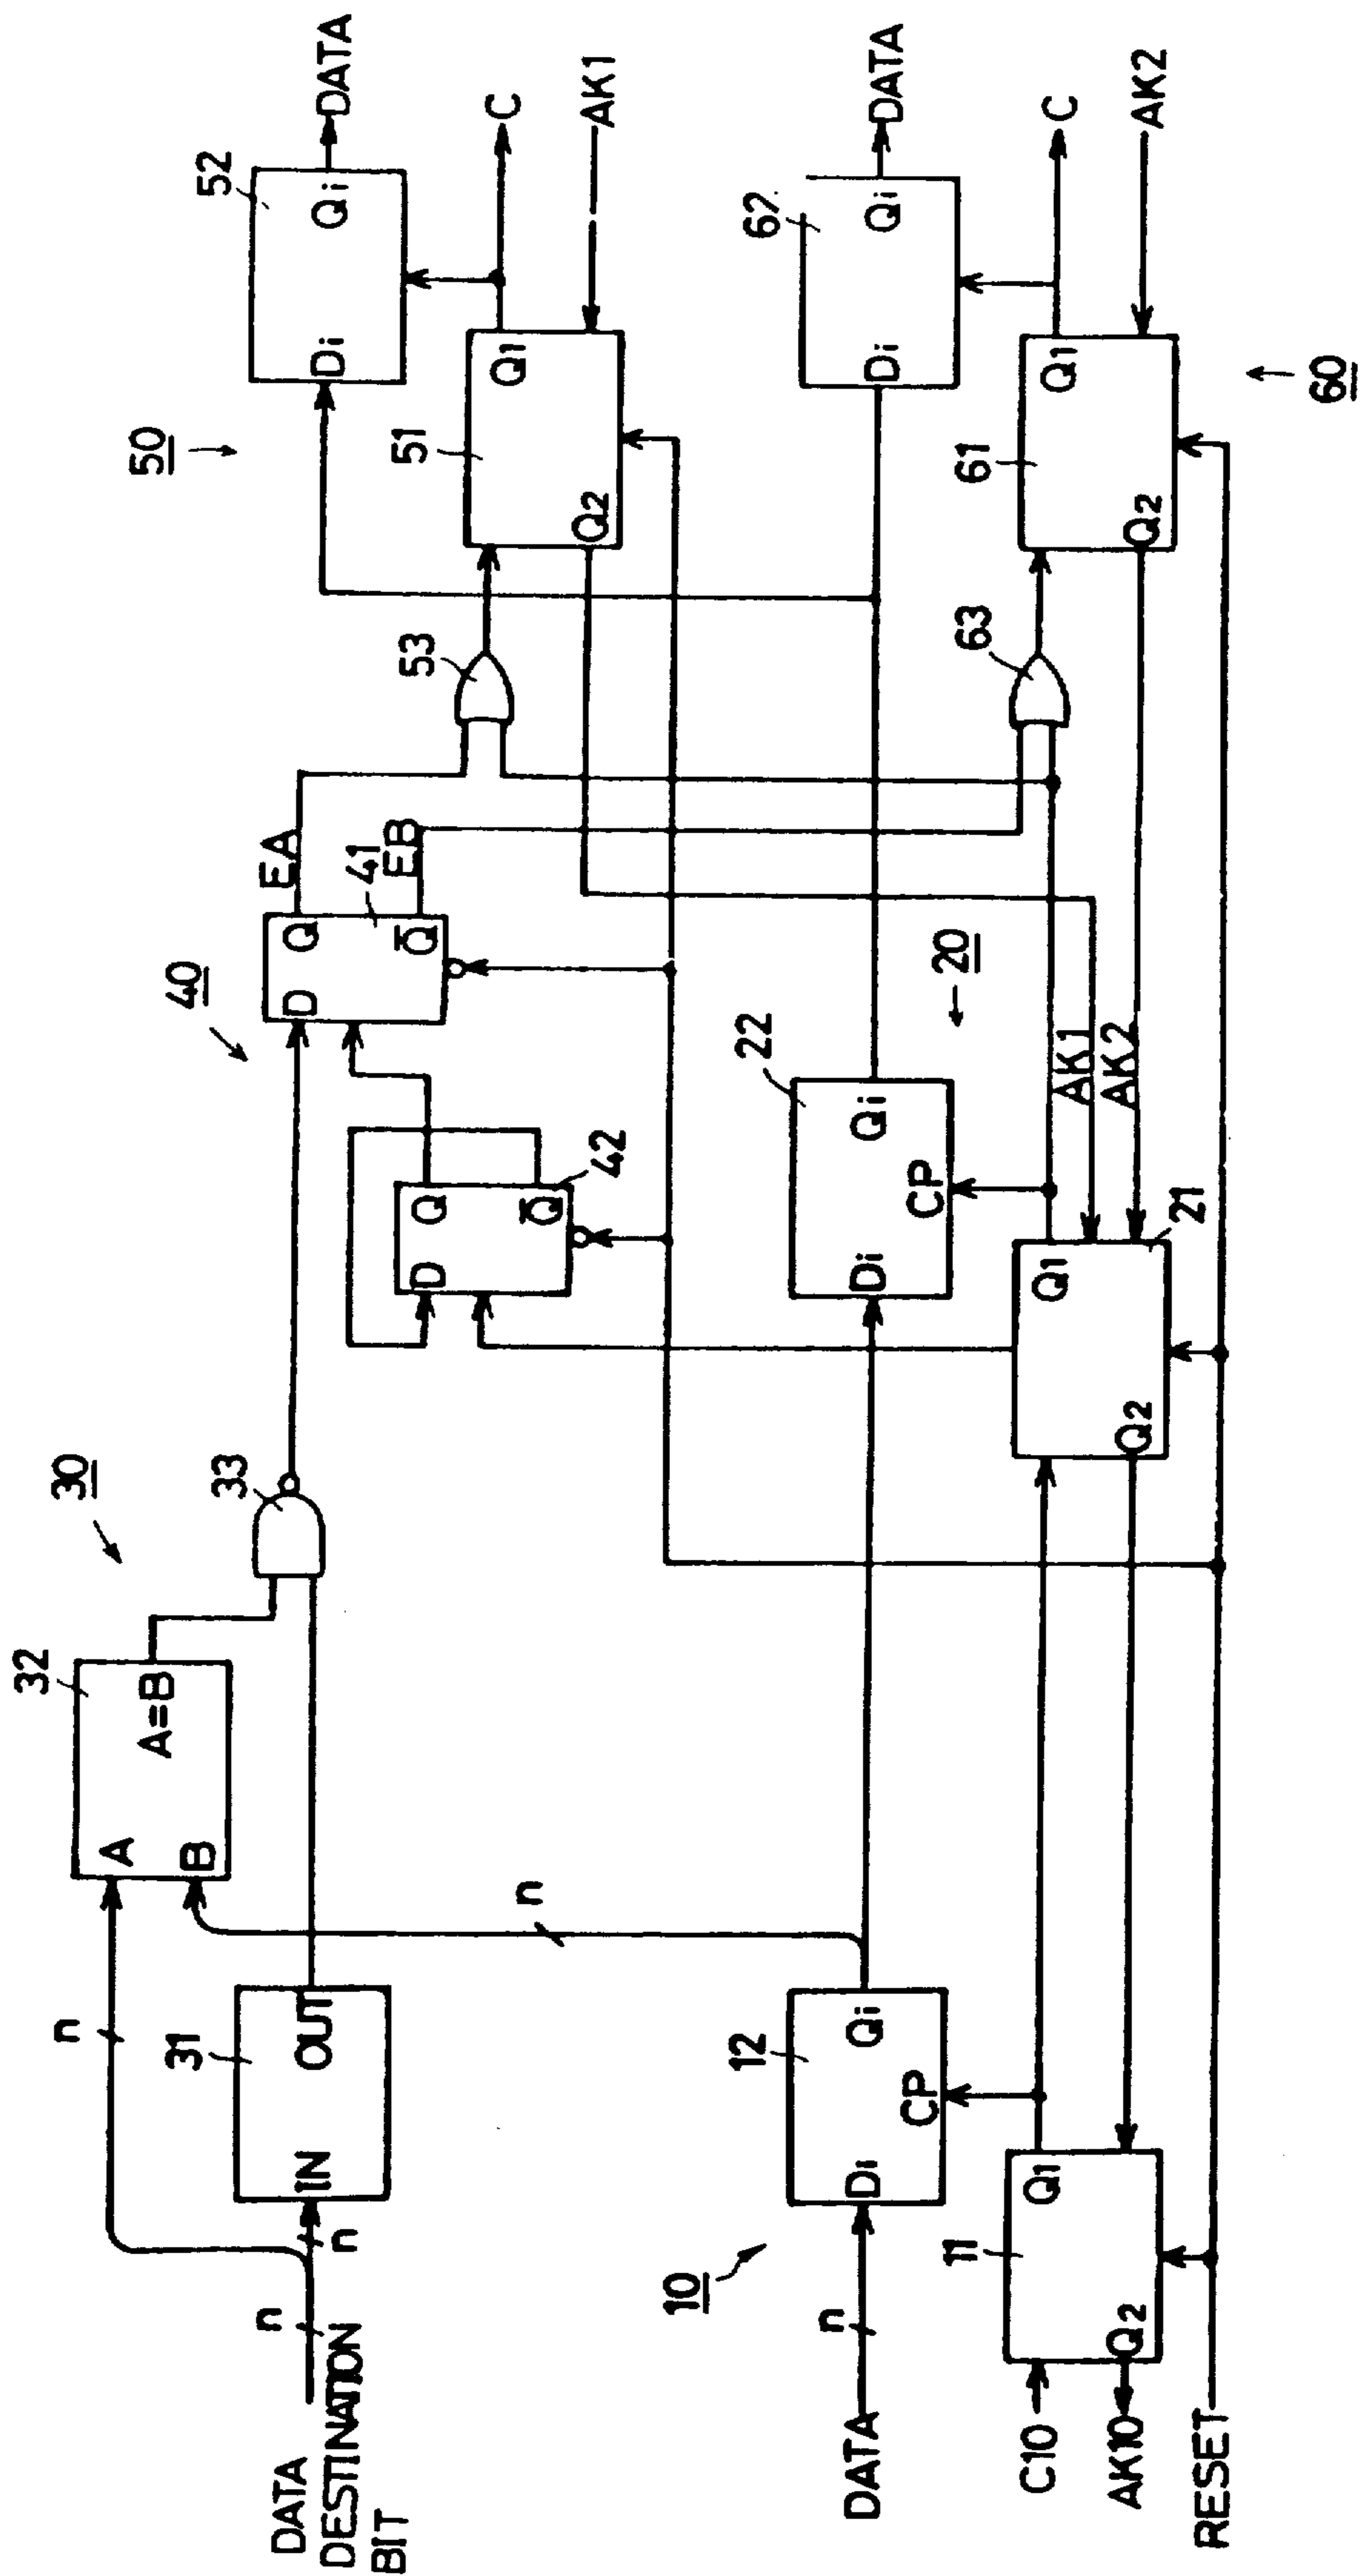 DATA
DESTINATION
BIT
n
n
n
IN
OUT
31
A
B
A=B
32
30
33
n
DATA
n
10
Di
Qi
CP
12
C10
AK10
RESET
11
Q1
Q2
40
D
Q
Q̅
42
D
Q
Q̅
41
EA
EB
Di
Qi
CP
22
20
Q1
Q2
21
AK1
AK2
50
53
51
Q1
Q2
52
Di
Qi
DATA
C
AK1
63
61
Q1
Q2
62
Di
Qi
DATA
C
AK2
60